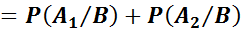 = P(A₁/B) + P(A₂/B)